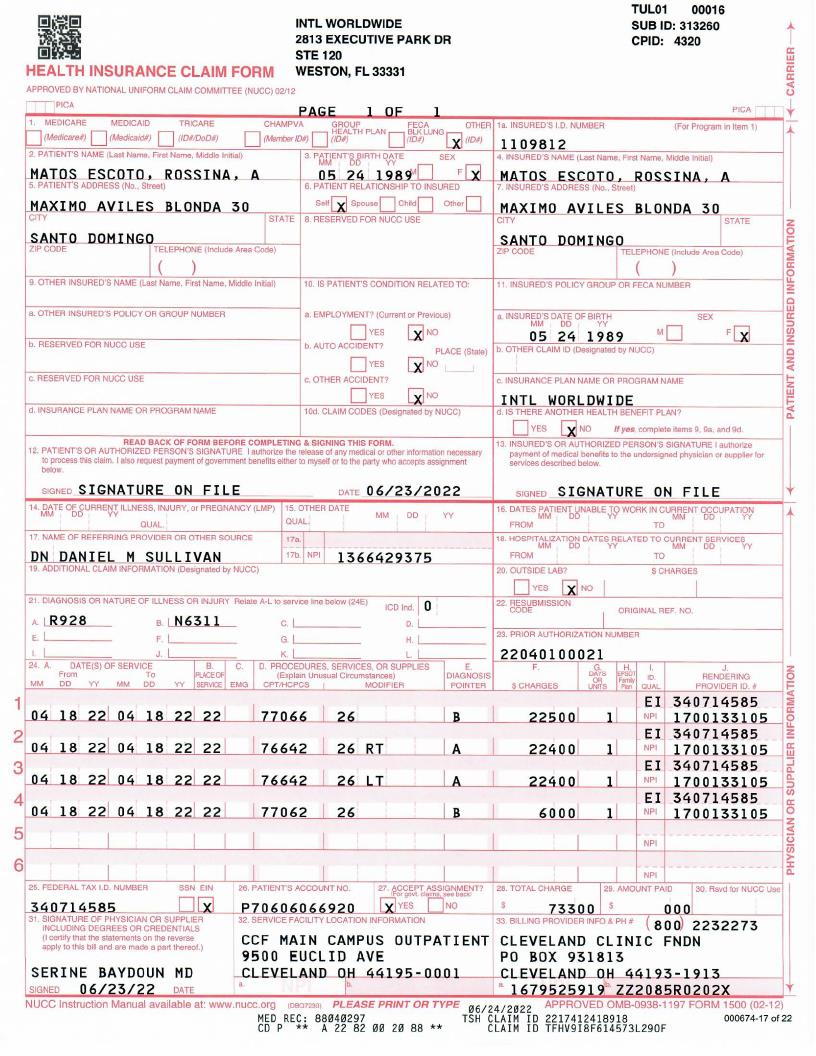 TUL01 00016
INTL WORLDWIDE
SUB ID: 313260
2813 EXECUTIVE PARK DR
CPID: 4320
STE 120
WESTON, FL 33331
HEALTH INSURANCE CLAIM FORM
APPROVED BY NATIONAL UNIFORM CLAIM COMMITTEE (NUCC) 02/12
CARRIER
PICA PAGE 1 OF 1 PICA
1. MEDICARE MEDICAID TRICARE CHAMPVA GROUP HEALTH PLAN FECA BLK LUNG OTHER
(Medicare#) (Medicaid#) (ID#/DoD#) (Member ID#) (ID#) (ID#) X (ID#)
1a. INSURED'S I.D. NUMBER (For Program in Item 1)
1109812
2. PATIENT'S NAME (Last Name, First Name, Middle Initial)
MATOS ESCOTO, ROSSINA, A
3. PATIENT'S BIRTH DATE SEX
MM DD YY
05 24 1989 M F X
4. INSURED'S NAME (Last Name, First Name, Middle Initial)
MATOS ESCOTO, ROSSINA, A
5. PATIENT'S ADDRESS (No., Street)
MAXIMO AVILES BLONDA 30
6. PATIENT RELATIONSHIP TO INSURED
Self X Spouse Child Other
7. INSURED'S ADDRESS (No., Street)
MAXIMO AVILES BLONDA 30
CITY STATE
SANTO DOMINGO
8. RESERVED FOR NUCC USE
CITY STATE
SANTO DOMINGO
ZIP CODE TELEPHONE (Include Area Code)
( )
ZIP CODE TELEPHONE (Include Area Code)
( )
9. OTHER INSURED'S NAME (Last Name, First Name, Middle Initial)
10. IS PATIENT'S CONDITION RELATED TO:
11. INSURED'S POLICY GROUP OR FECA NUMBER
a. OTHER INSURED'S POLICY OR GROUP NUMBER
a. EMPLOYMENT? (Current or Previous)
YES X NO
a. INSURED'S DATE OF BIRTH SEX
MM DD YY
05 24 1989 M F X
b. RESERVED FOR NUCC USE
b. AUTO ACCIDENT? PLACE (State)
YES X NO
b. OTHER CLAIM ID (Designated by NUCC)
c. RESERVED FOR NUCC USE
c. OTHER ACCIDENT?
YES X NO
c. INSURANCE PLAN NAME OR PROGRAM NAME
INTL WORLDWIDE
d. INSURANCE PLAN NAME OR PROGRAM NAME
10d. CLAIM CODES (Designated by NUCC)
d. IS THERE ANOTHER HEALTH BENEFIT PLAN?
YES X NO If yes, complete items 9, 9a, and 9d.
PATIENT AND INSURED INFORMATION
READ BACK OF FORM BEFORE COMPLETING & SIGNING THIS FORM.
12. PATIENT'S OR AUTHORIZED PERSON'S SIGNATURE I authorize the release of any medical or other information necessary
to process this claim. I also request payment of government benefits either to myself or to the party who accepts assignment
below.
SIGNED SIGNATURE ON FILE DATE 06/23/2022
13. INSURED'S OR AUTHORIZED PERSON'S SIGNATURE I authorize
payment of medical benefits to the undersigned physician or supplier for
services described below.
SIGNED SIGNATURE ON FILE
14. DATE OF CURRENT ILLNESS, INJURY, or PREGNANCY (LMP)
MM DD YY
QUAL.
15. OTHER DATE
QUAL. MM DD YY
16. DATES PATIENT UNABLE TO WORK IN CURRENT OCCUPATION
MM DD YY MM DD YY
FROM TO
17. NAME OF REFERRING PROVIDER OR OTHER SOURCE
DN DANIEL M SULLIVAN
17a.
17b. NPI 1366429375
18. HOSPITALIZATION DATES RELATED TO CURRENT SERVICES
MM DD YY MM DD YY
FROM TO
19. ADDITIONAL CLAIM INFORMATION (Designated by NUCC)
20. OUTSIDE LAB? $ CHARGES
YES X NO
21. DIAGNOSIS OR NATURE OF ILLNESS OR INJURY Relate A-L to service line below (24E) ICD Ind. 0
A. R928 B. N6311 C. D.
E. F. G. H.
I. J. K. L.
22. RESUBMISSION CODE ORIGINAL REF. NO.
23. PRIOR AUTHORIZATION NUMBER
22040100021
24. A. DATE(S) OF SERVICE B. C. D. PROCEDURES, SERVICES, OR SUPPLIES E. F. G. H. I. J.
From To PLACE OF (Explain Unusual Circumstances) DIAGNOSIS DAYS OR UNITS EPSDT Family Plan ID. RENDERING
MM DD YY MM DD YY SERVICE EMG CPT/HCPCS MODIFIER POINTER $ CHARGES QUAL. PROVIDER ID. #
EI 340714585
1 04 18 22 04 18 22 22 77066 26 B 22500 1 NPI 1700133105
EI 340714585
2 04 18 22 04 18 22 22 76642 26 RT A 22400 1 NPI 1700133105
EI 340714585
3 04 18 22 04 18 22 22 76642 26 LT A 22400 1 NPI 1700133105
EI 340714585
4 04 18 22 04 18 22 22 77062 26 B 6000 1 NPI 1700133105
5 NPI
6 NPI
PHYSICIAN OR SUPPLIER INFORMATION
25. FEDERAL TAX I.D. NUMBER SSN EIN
340714585 X
26. PATIENT'S ACCOUNT NO.
P70606066920
27. ACCEPT ASSIGNMENT?
(For govt. claims, see back)
X YES NO
28. TOTAL CHARGE
$ 73300
29. AMOUNT PAID
$ 000
30. Rsvd for NUCC Use
31. SIGNATURE OF PHYSICIAN OR SUPPLIER
INCLUDING DEGREES OR CREDENTIALS
(I certify that the statements on the reverse
apply to this bill and are made a part thereof.)
SERINE BAYDOUN MD
SIGNED 06/23/22 DATE
32. SERVICE FACILITY LOCATION INFORMATION
CCF MAIN CAMPUS OUTPATIENT
9500 EUCLID AVE
CLEVELAND OH 44195-0001
a. NPI b.
33. BILLING PROVIDER INFO & PH # (800) 2232273
CLEVELAND CLINIC FNDN
PO BOX 931813
CLEVELAND OH 44193-1913
a. 1679525919 b. ZZ2085R0202X
NUCC Instruction Manual available at: www.nucc.org (DBQ7230) PLEASE PRINT OR TYPE APPROVED OMB-0938-1197 FORM 1500 (02-12)
06/24/2022
MED REC: 88040297 TSH CLAIM ID 2217412418918 000674-17 of 22
CD P ** A 22 82 00 20 88 ** CLAIM ID TFHV9I8F614573L29OF